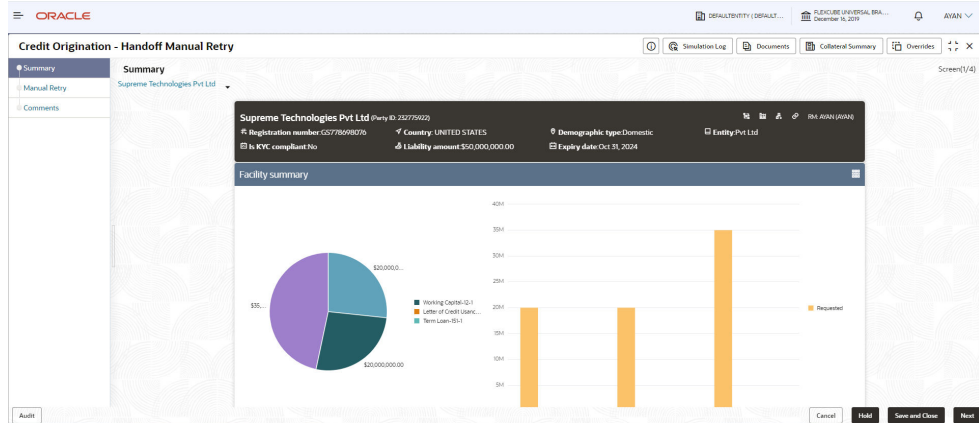 ORACLE
DEFAULTENTITY ( DEFAULT...
FLEXCUBE UNIVERSAL BRA...
December 16, 2019
AYAN
Credit Origination - Handoff Manual Retry
Simulation Log
Documents
Collateral Summary
Overrides
Summary
Manual Retry
Comments
Summary
Screen(1/4)
Supreme Technologies Pvt Ltd
Supreme Technologies Pvt Ltd (Party ID: 232775922)
RM: AYAN (AYAN)
Registration number:GS778698076
Country: UNITED STATES
Demographic type:Domestic
Entity:Pvt Ltd
Is KYC compliant:No
Liability amount:$50,000,000.00
Expiry date:Oct 31, 2024
Facility summary
$20,000,0...
$35,...
$20,000,000.00
Working Capital-12-1
Letter of Credit Usanc...
Term Loan-151-1
40M
35M
30M
25M
20M
15M
10M
5M
Requested
Audit
Cancel
Hold
Save and Close
Next